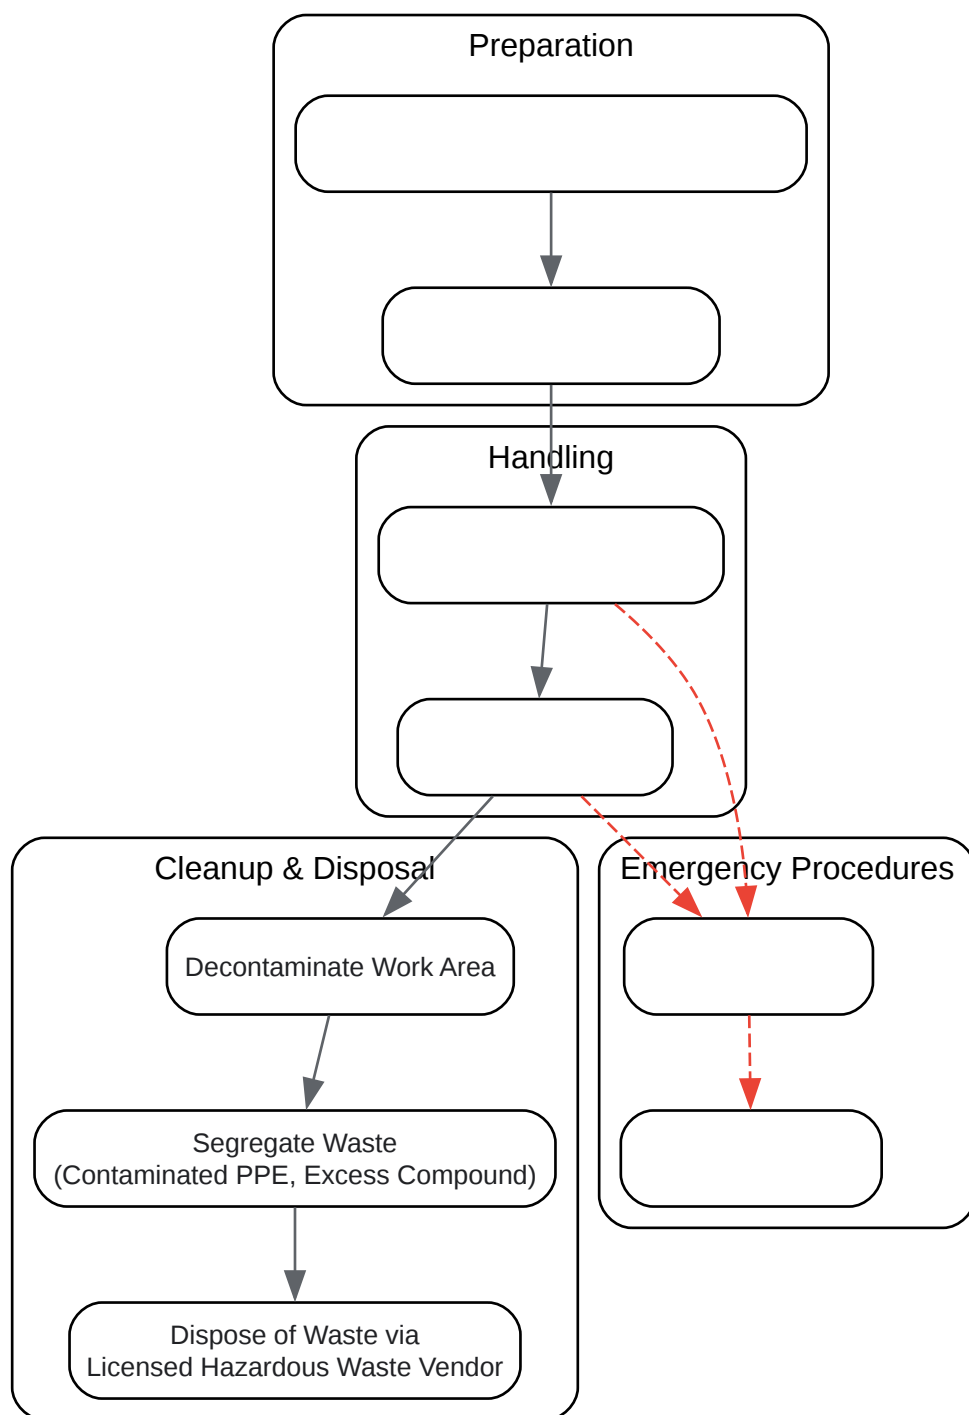 Preparation
Handling
Cleanup & Disposal
Emergency Procedures
Decontaminate Work Area
Segregate Waste
(Contaminated PPE, Excess Compound)
Dispose of Waste via
Licensed Hazardous Waste Vendor